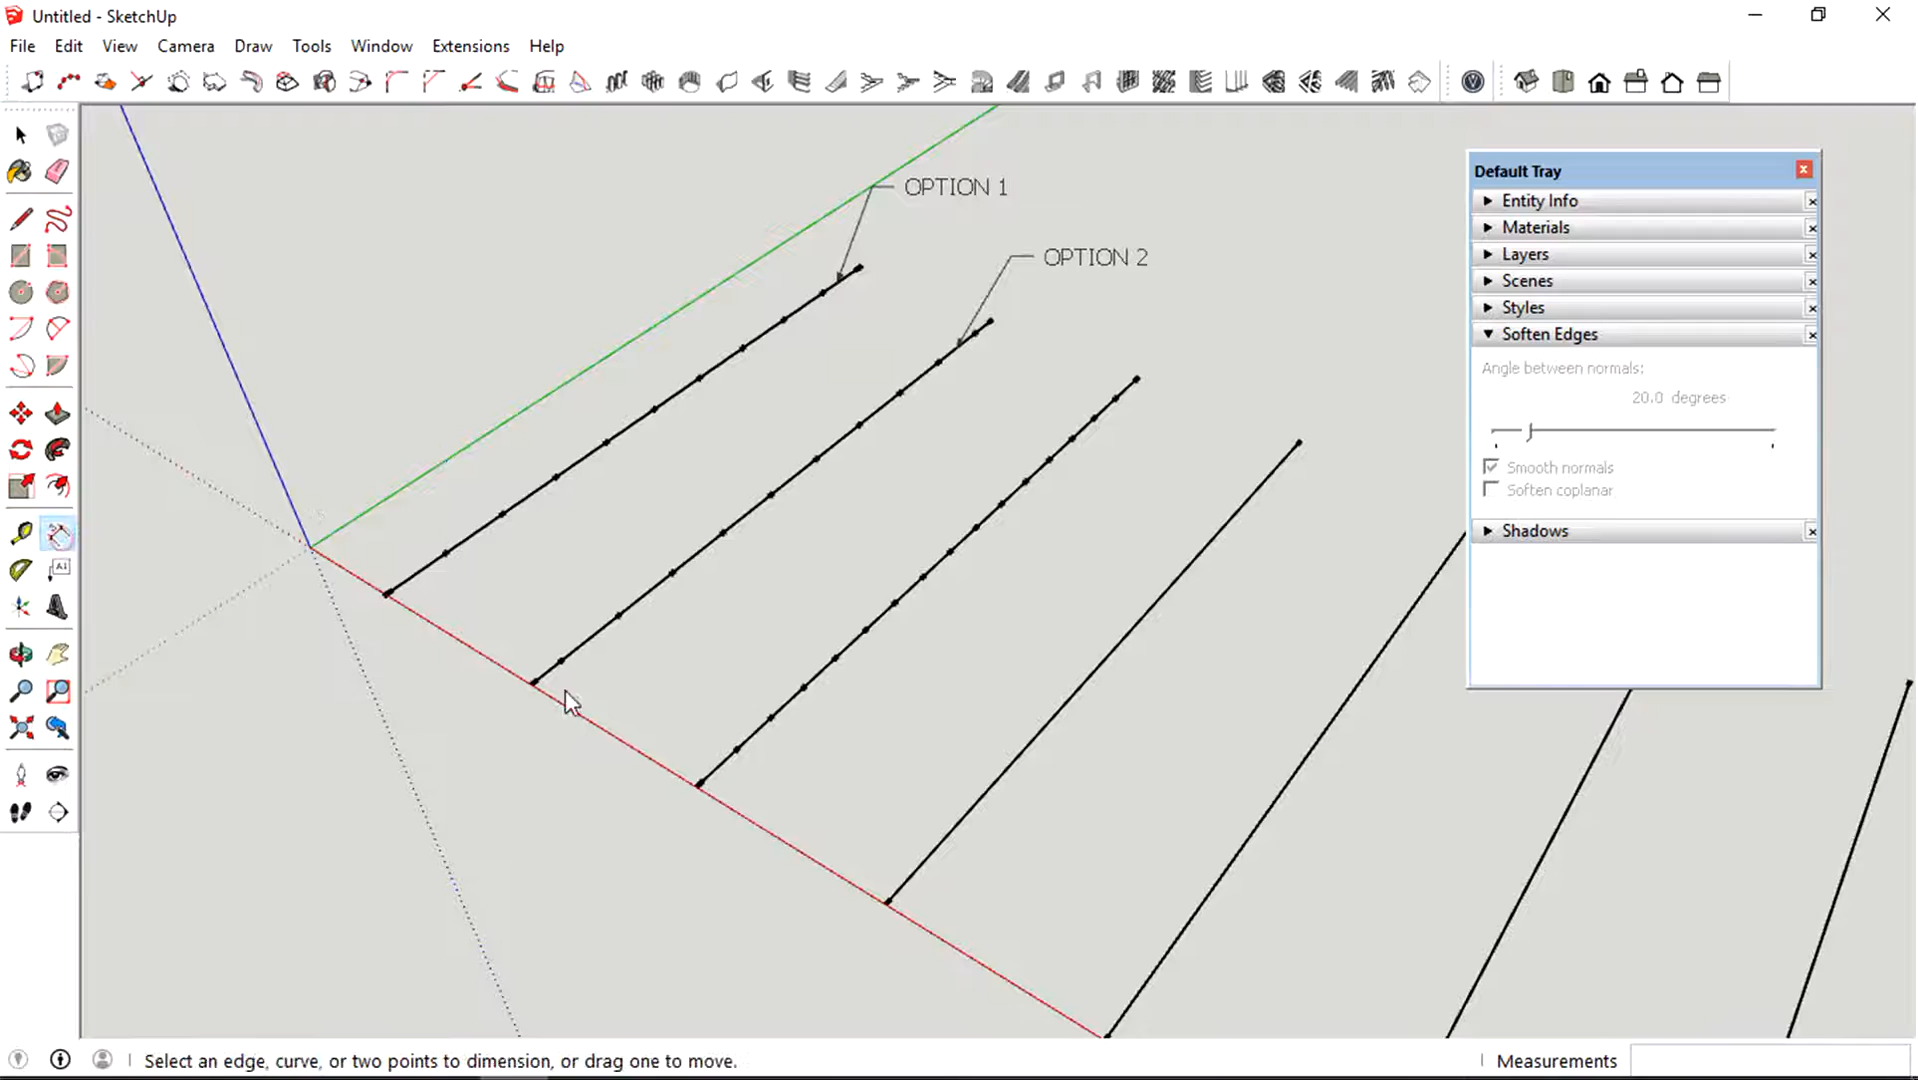 Untitled - SketchUp
File Edit View Camera Draw Tools Window Extensions Help
OPTION 1
OPTION 2
Default Tray
Entity Info
Materials
Layers
Scenes
Styles
Soften Edges
Angle between normals:
20.0 degrees
Smooth normals
Soften coplanar
Shadows
Select an edge, curve, or two points to dimension, or drag one to move.
Measurements